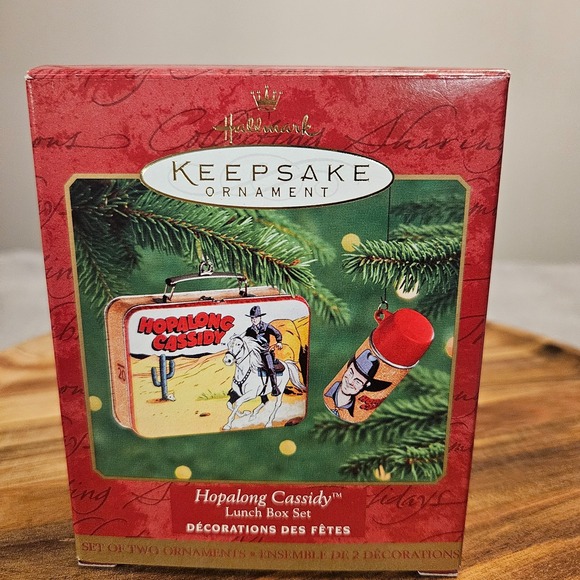 Hallmark
KEEPSAKE
ORNAMENT
HOPALONG
CASSIDY
Hopalong Cassidy™
Lunch Box Set
DÉCORATIONS DES FÊTES
SET OF TWO ORNAMENTS • ENSEMBLE DE 2 DÉCORATIONS